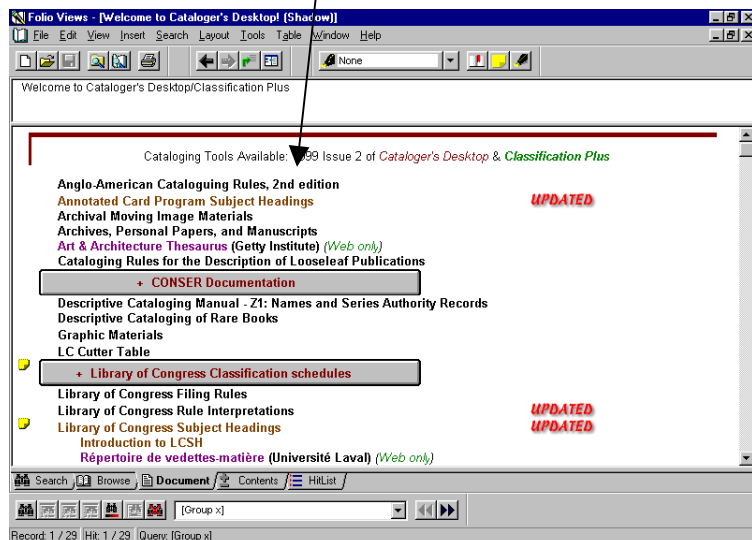 Folio Views - [Welcome to Cataloger's Desktop! (Shadow)]
File Edit View Insert Search Layout Tools Table Window Help
None
Welcome to Cataloger's Desktop/Classification Plus
Cataloging Tools Available: 1999 Issue 2 of Cataloger's Desktop & Classification Plus
Anglo-American Cataloguing Rules, 2nd edition
Annotated Card Program Subject Headings UPDATED
Archival Moving Image Materials
Archives, Personal Papers, and Manuscripts
Art & Architecture Thesaurus (Getty Institute) (Web only)
Cataloging Rules for the Description of Looseleaf Publications
+ CONSER Documentation
Descriptive Cataloging Manual - Z1: Names and Series Authority Records
Descriptive Cataloging of Rare Books
Graphic Materials
LC Cutter Table
+ Library of Congress Classification schedules
Library of Congress Filing Rules
Library of Congress Rule Interpretations UPDATED
Library of Congress Subject Headings UPDATED
Introduction to LCSH
Répertoire de vedettes-matière (Université Laval) (Web only)
Search Browse Document Contents HitList
[Group x]
Record: 1 / 29 Hit: 1 / 29 Query: [Group x]